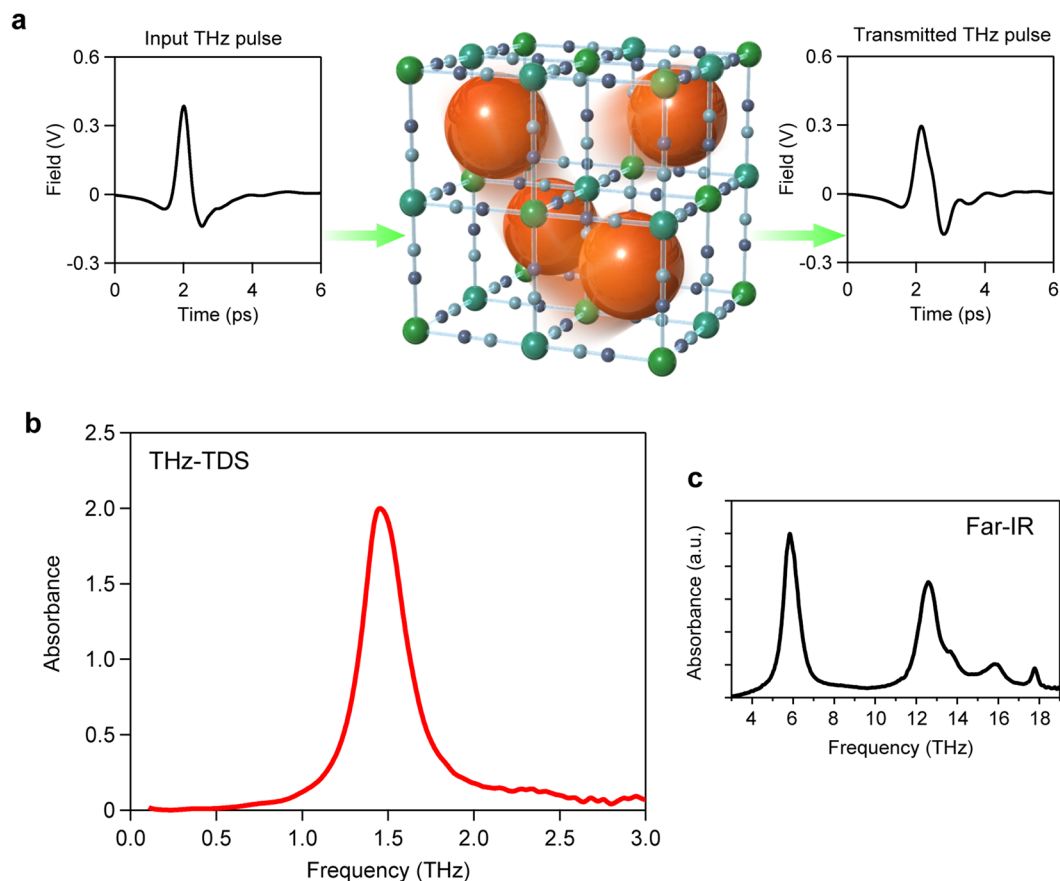 a
Input THz pulse
0.6
0.3
0
-0.3
Field (V)
0
2
4
6
Time (ps)
Transmitted THz pulse
0.6
0.3
0
-0.3
Field (V)
0
2
4
6
Time (ps)
b
THz-TDS
2.5
2.0
1.5
1.0
0.5
0
Absorbance
0.0
0.5
1.0
1.5
2.0
2.5
3.0
Frequency (THz)
c
Far-IR
Absorbance (a.u.)
4
6
8
10
12
14
16
18
Frequency (THz)